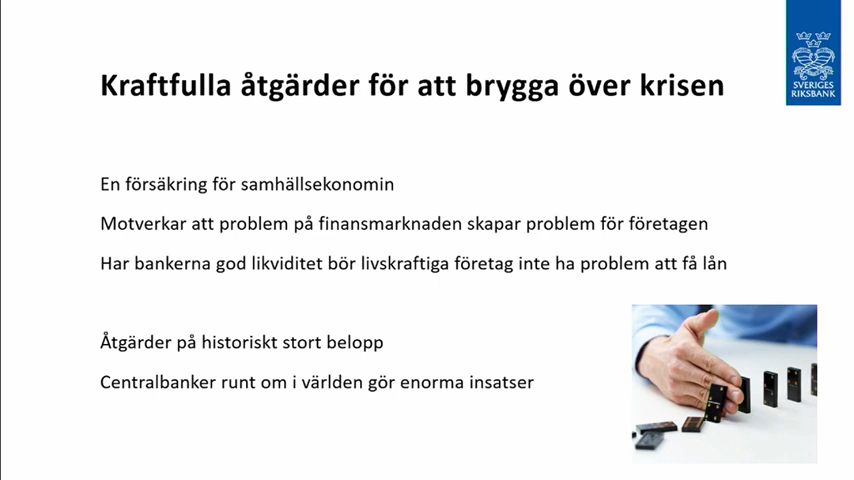 Kraftfulla åtgärder för att brygga över krisen
SVERIGES
RIKSBANK
En försäkring för samhällsekonomin
Motverkar att problem på finansmarknaden skapar problem för företagen
Har bankerna god likviditet bör livskraftiga företag inte ha problem att få lån
Åtgärder på historiskt stort belopp
Centralbanker runt om i världen gör enorma insatser